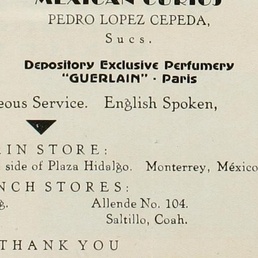 MEXICAN CURIOS
PEDRO LOPEZ CEPEDA,
Sucs.
Depository Exclusive Perfumery
"GUERLAIN" - Paris
eous Service. English Spoken,
IN STORE:
side of Plaza Hidalgo. Monterrey, México
NCH STORES:
g. Allende No. 104.
Saltillo, Coah.
THANK YOU